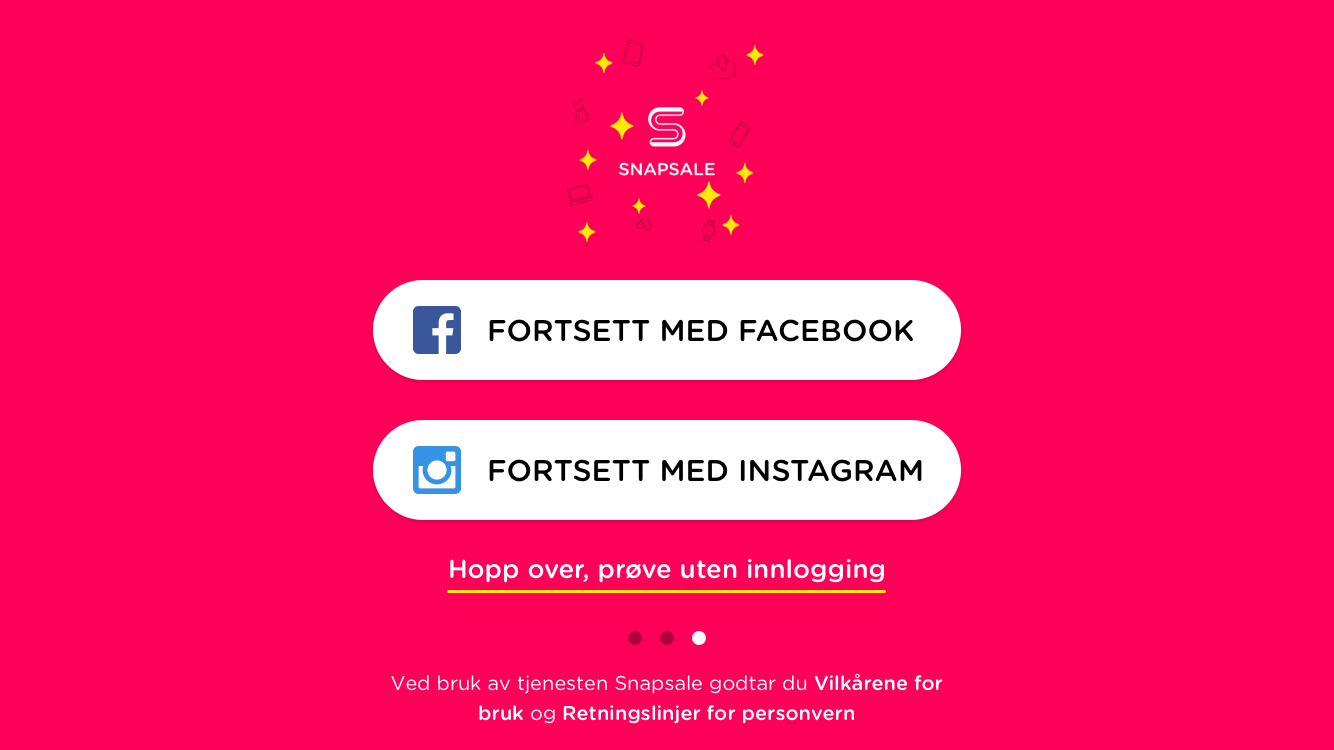 SNAPSALE
FORTSETT MED FACEBOOK
FORTSETT MED INSTAGRAM
Hopp over, prøve uten innlogging
Ved bruk av tjenesten Snapsale godtar du Vilkårene for
bruk og Retningslinjer for personvern